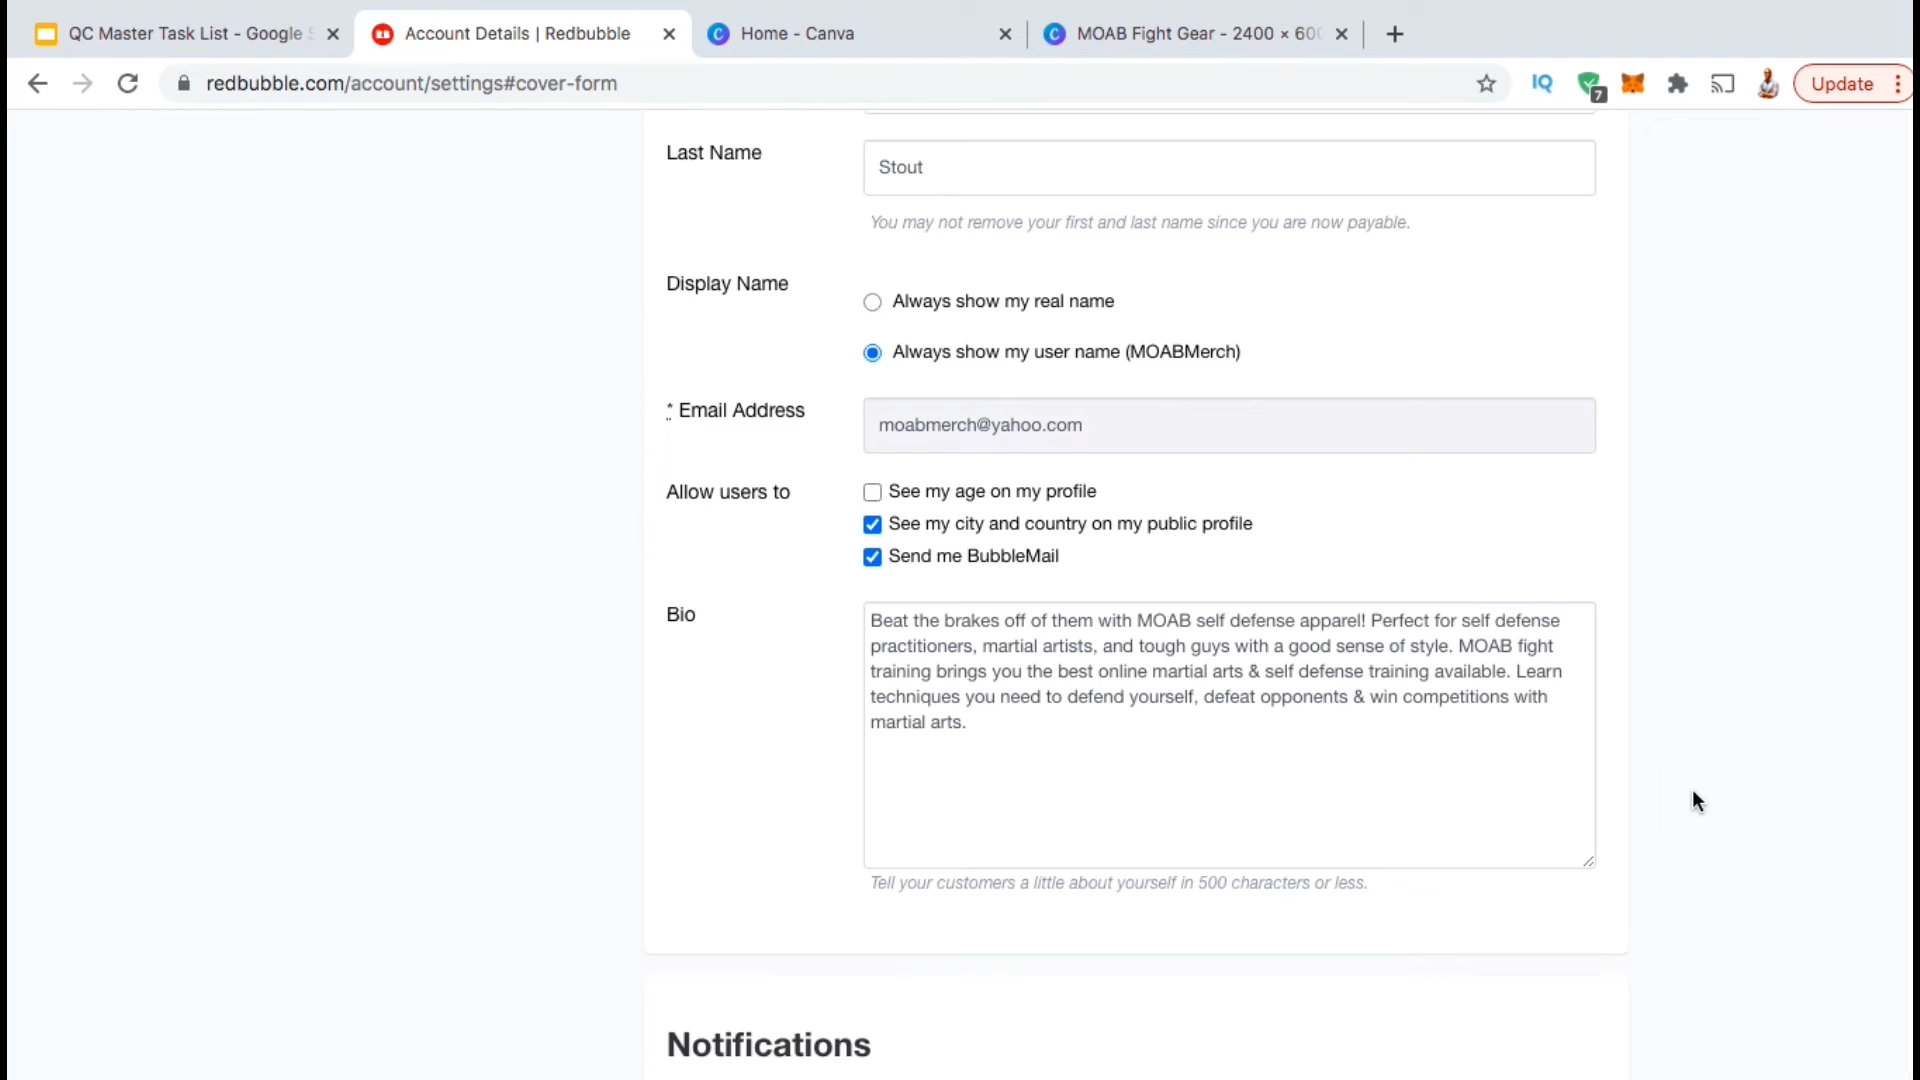 QC Master Task List - Google S
Account Details | Redbubble
Home - Canva
MOAB Fight Gear - 2400 × 600
redbubble.com/account/settings#cover-form
IQ
7
Update
Last Name
Stout
You may not remove your first and last name since you are now payable.
Display Name
Always show my real name
Always show my user name (MOABMerch)
* Email Address
moabmerch@yahoo.com
Allow users to
See my age on my profile
See my city and country on my public profile
Send me BubbleMail
Bio
Beat the brakes off of them with MOAB self defense apparel! Perfect for self defense
practitioners, martial artists, and tough guys with a good sense of style. MOAB fight
training brings you the best online martial arts & self defense training available. Learn
techniques you need to defend yourself, defeat opponents & win competitions with
martial arts.
Tell your customers a little about yourself in 500 characters or less.
Notifications